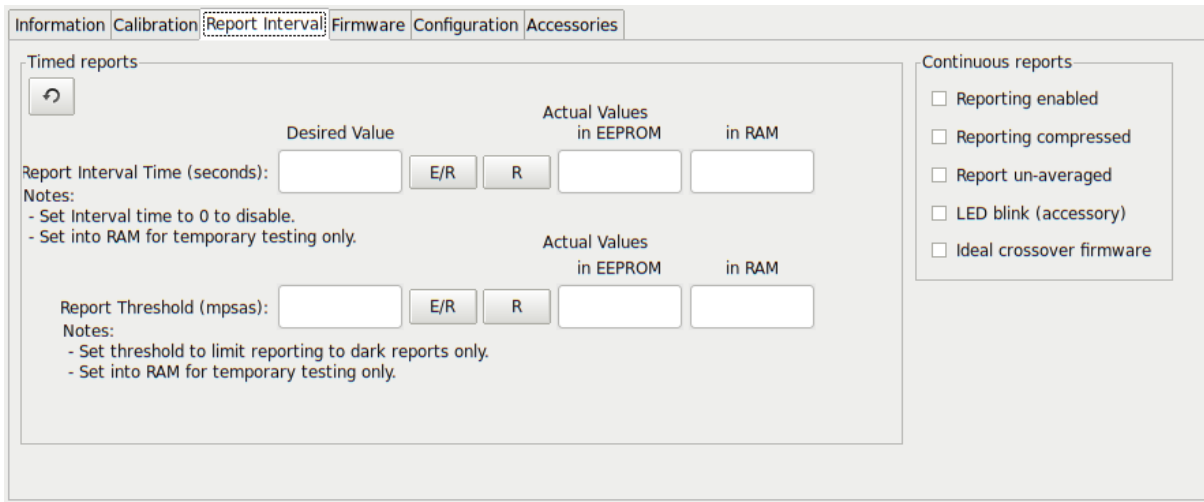 Information Calibration Report Interval Firmware Configuration Accessories
Timed reports
Actual Values
Desired Value in EEPROM in RAM
Report Interval Time (seconds): E/R R
Notes:
- Set Interval time to 0 to disable.
- Set into RAM for temporary testing only.
Actual Values
in EEPROM in RAM
Report Threshold (mpsas): E/R R
Notes:
- Set threshold to limit reporting to dark reports only.
- Set into RAM for temporary testing only.
Continuous reports
Reporting enabled
Reporting compressed
Report un-averaged
LED blink (accessory)
Ideal crossover firmware